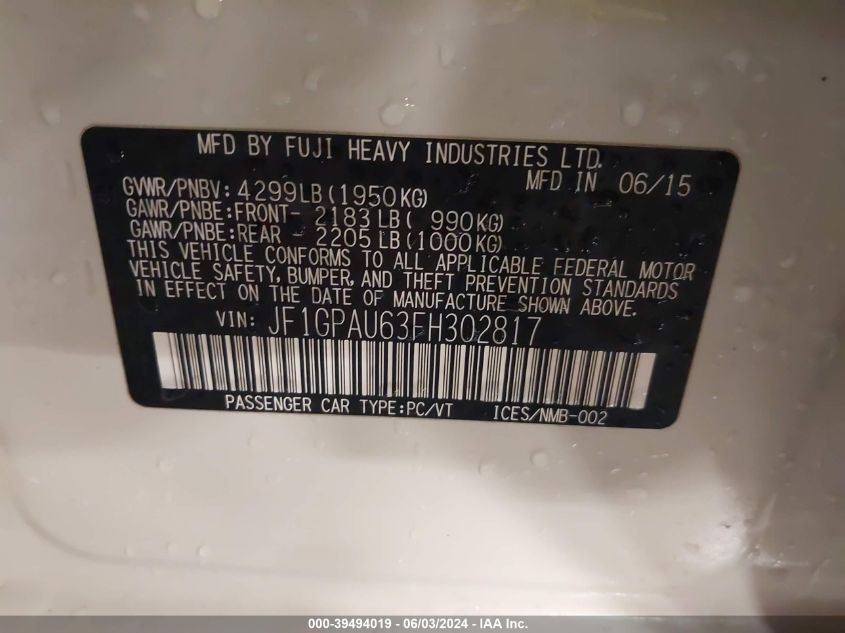 MFD BY FUJI HEAVY INDUSTRIES LTD.
MFD IN 06/15
GVWR/PNBV: 4299LB(1950KG)
GAWR/PNBE:FRONT- 2183LB( 990KG)
GAWR/PNBE:REAR - 2205LB(1000KG)
THIS VEHICLE CONFORMS TO ALL APPLICABLE FEDERAL MOTOR
VEHICLE SAFETY, BUMPER, AND THEFT PREVENTION STANDARDS
IN EFFECT ON THE DATE OF MANUFACTURE SHOWN ABOVE.
VIN: JF1GPAU63FH302817
PASSENGER CAR TYPE:PC/VT ICES/NMB-002
000-39494019 - 06/03/2024 - IAA Inc.